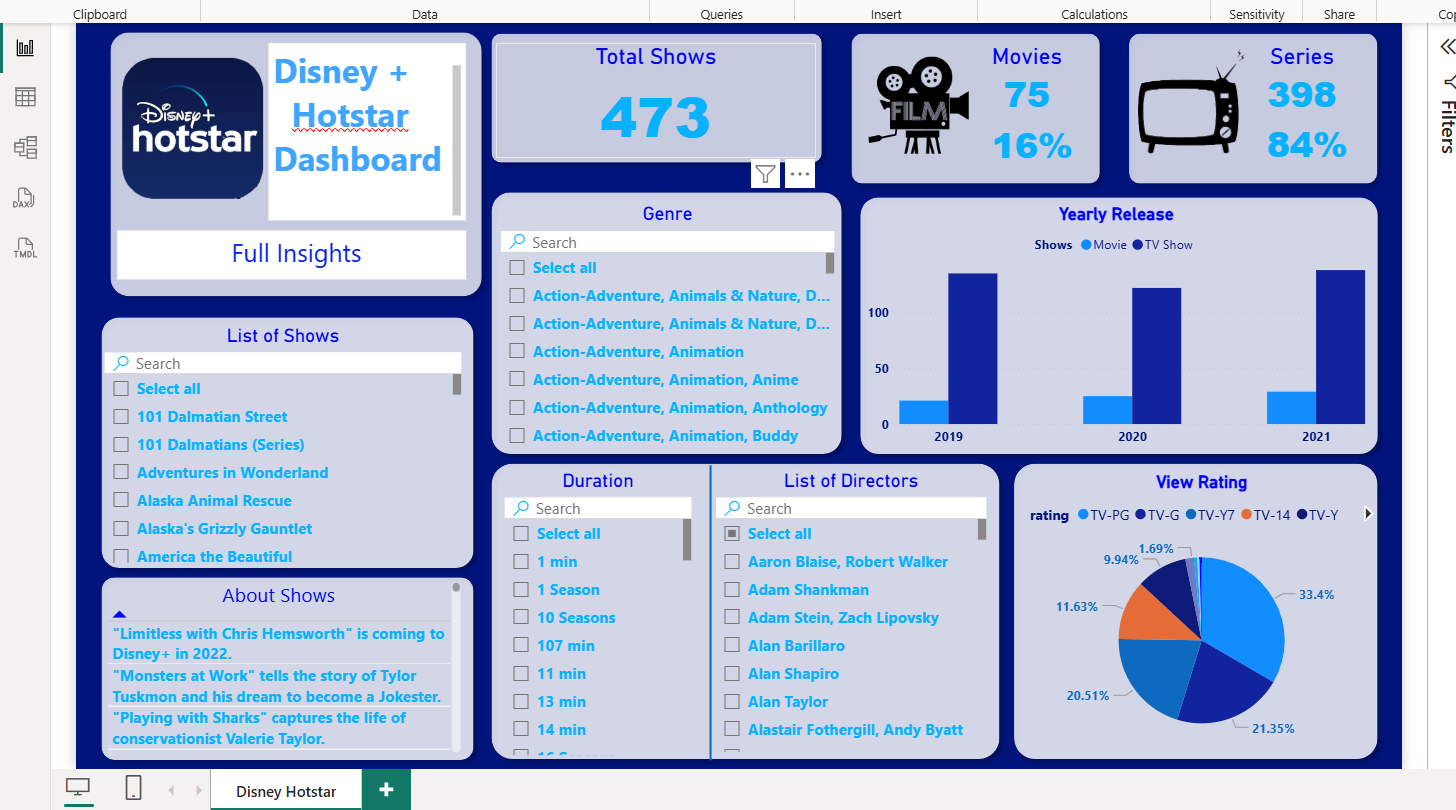 Clipboard
Data
Queries
Insert
Calculations
Sensitivity
Share
Disney+
hotstar
Disney +
Hotstar
Dashboard
Full Insights
Total Shows
473
FILM
Movies
75
16%
Series
398
84%
Filters
DAX
TMDL
List of Shows
Search
Select all
101 Dalmatian Street
101 Dalmatians (Series)
Adventures in Wonderland
Alaska Animal Rescue
Alaska's Grizzly Gauntlet
America the Beautiful
About Shows
"Limitless with Chris Hemsworth" is coming to
Disney+ in 2022.
"Monsters at Work" tells the story of Tylor
Tuskmon and his dream to become a Jokester.
"Playing with Sharks" captures the life of
conservationist Valerie Taylor.
Genre
Search
Select all
Action-Adventure, Animals & Nature, D...
Action-Adventure, Animals & Nature, D...
Action-Adventure, Animation
Action-Adventure, Animation, Anime
Action-Adventure, Animation, Anthology
Action-Adventure, Animation, Buddy
Yearly Release
Shows Movie TV Show
100
50
0
2019
2020
2021
Duration
Search
Select all
1 min
1 Season
10 Seasons
107 min
11 min
13 min
14 min
List of Directors
Search
Select all
Aaron Blaise, Robert Walker
Adam Shankman
Adam Stein, Zach Lipovsky
Alan Barillaro
Alan Shapiro
Alan Taylor
Alastair Fothergill, Andy Byatt
View Rating
rating TV-PG TV-G TV-Y7 TV-14 TV-Y
1.69%
9.94%
11.63%
20.51%
33.4%
21.35%
Disney Hotstar